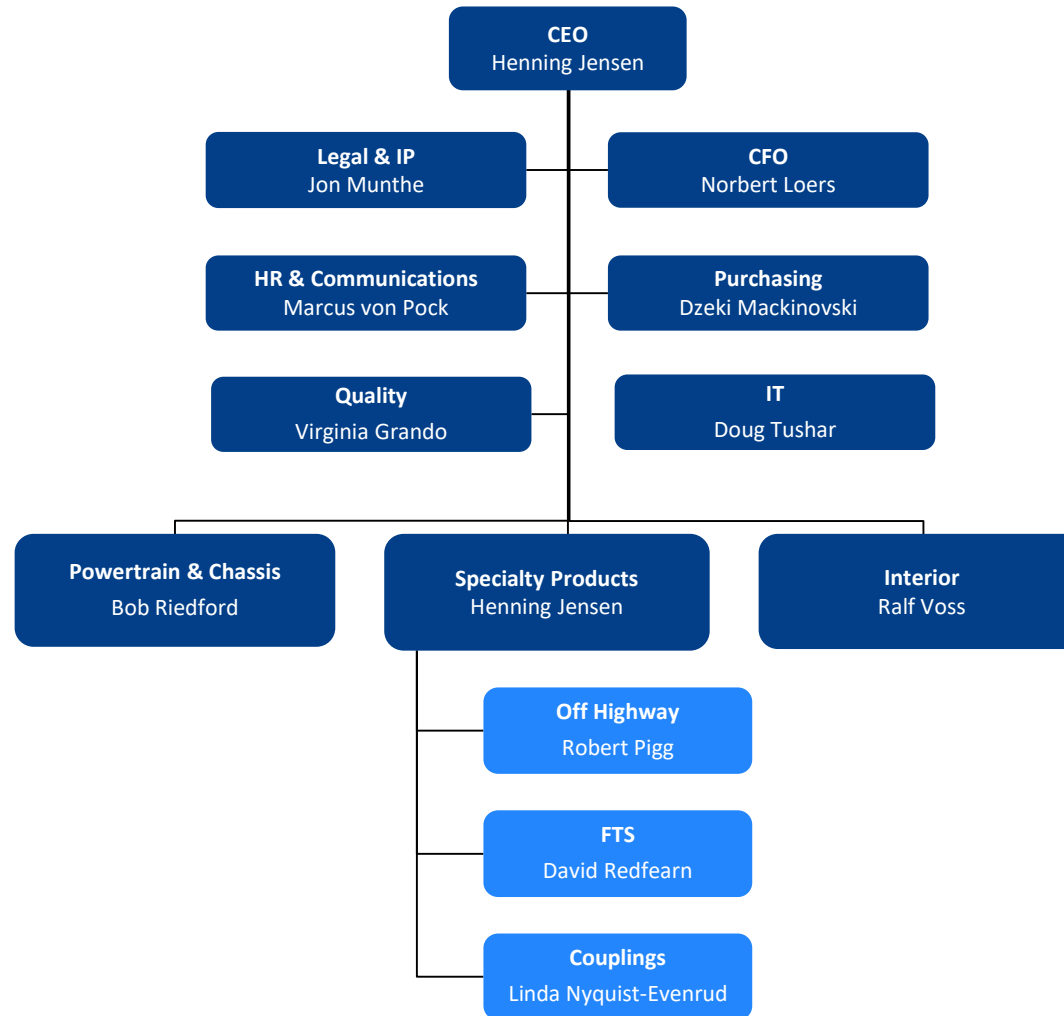 CEO
Henning Jensen
Legal & IP
Jon Munthe
CFO
Norbert Loers
HR & Communications
Marcus von Pock
Purchasing
Dzeki Mackinovski
Quality
Virginia Grando
IT
Doug Tushar
Powertrain & Chassis
Bob Riedford
Specialty Products
Henning Jensen
Interior
Ralf Voss
Off Highway
Robert Pigg
FTS
David Redfearn
Couplings
Linda Nyquist-Evenrud